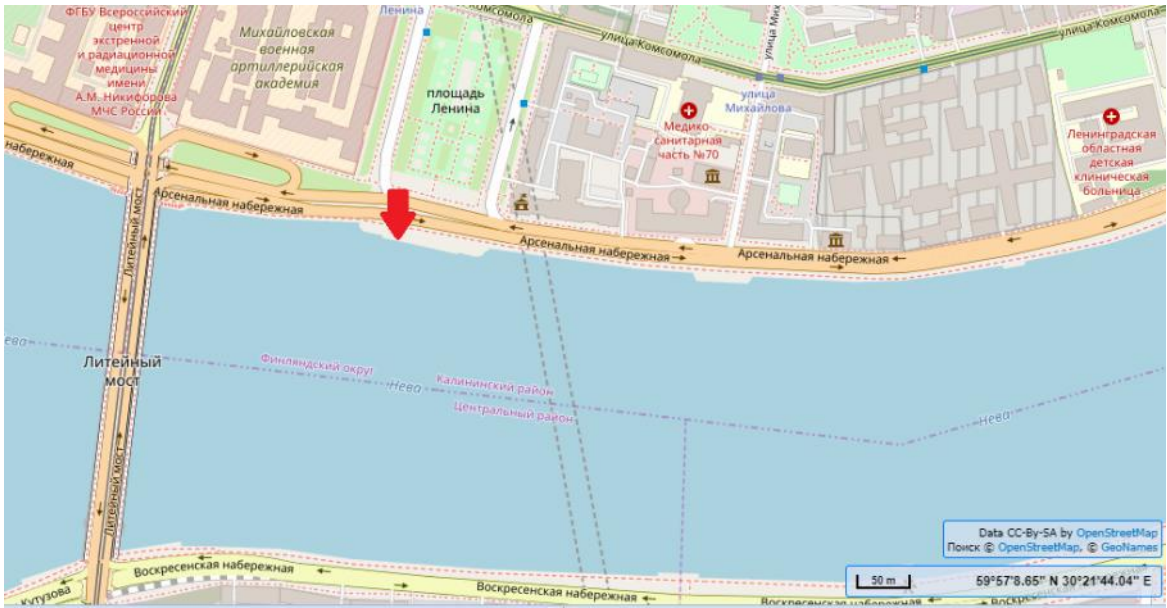 ФГБУ Всероссийский
центр
экстренной
и радиационной
медицины
имени
А.М. Никифорова
МЧС России
Михайловская
военная
артиллерийская
академия
Ленина
площадь
Ленина
улица Комсомола
улица Мих
улица Комсомола
улица
Михайлова
Медико-
санитарная
часть №70
Ленинградская
областная
детская
клиническая
больница
набережная
Арсенальная набережная
Арсенальная набережная
Арсенальная набережная
Литейный мост
Литейный
мост
Литейный мост
ева
Финляндский округ
Нева
Калининский район
Центральный район
Нева
Воскресенская набережная
Воскресенская набережная
Воскресенская набережная
Кутузова
Data CC-By-SA by OpenStreetMap
Поиск © OpenStreetMap, © GeoNames
50 m
59°57'8.65" N 30°21'44.04" E